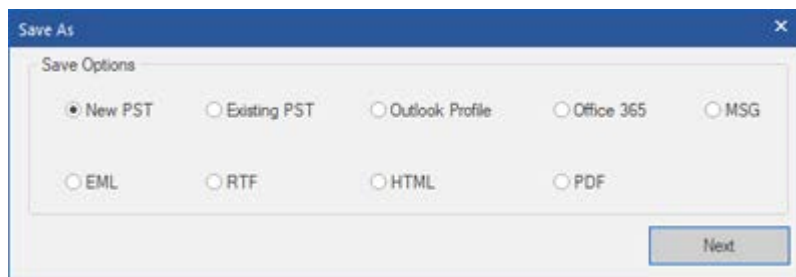 Save As
Save Options
New PST Existing PST Outlook Profile Office 365 MSG
EML RTF HTML PDF
Next